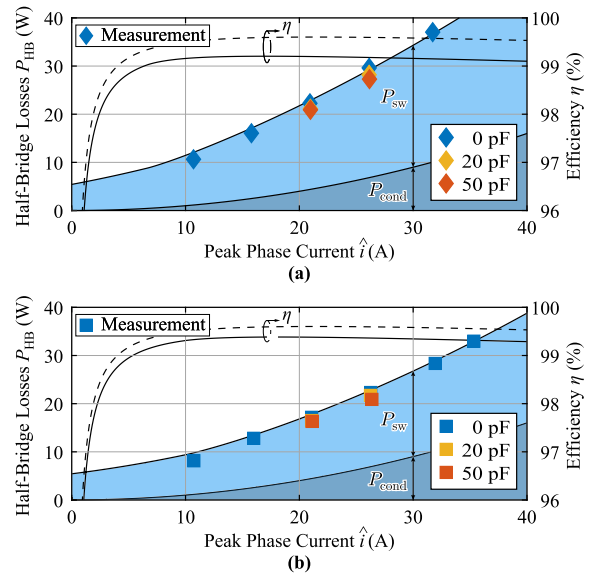 40
30
20
10
0
Half-Bridge Losses P_HB (W)
Measurement
η
P_sw
P_cond
0 pF
20 pF
50 pF
100
99
98
97
96
Efficiency η (%)
0 10 20 30 40
Peak Phase Current î (A)
(a)
40
30
20
10
0
Half-Bridge Losses P_HB (W)
Measurement
η
P_sw
P_cond
0 pF
20 pF
50 pF
100
99
98
97
96
Efficiency η (%)
0 10 20 30 40
Peak Phase Current î (A)
(b)